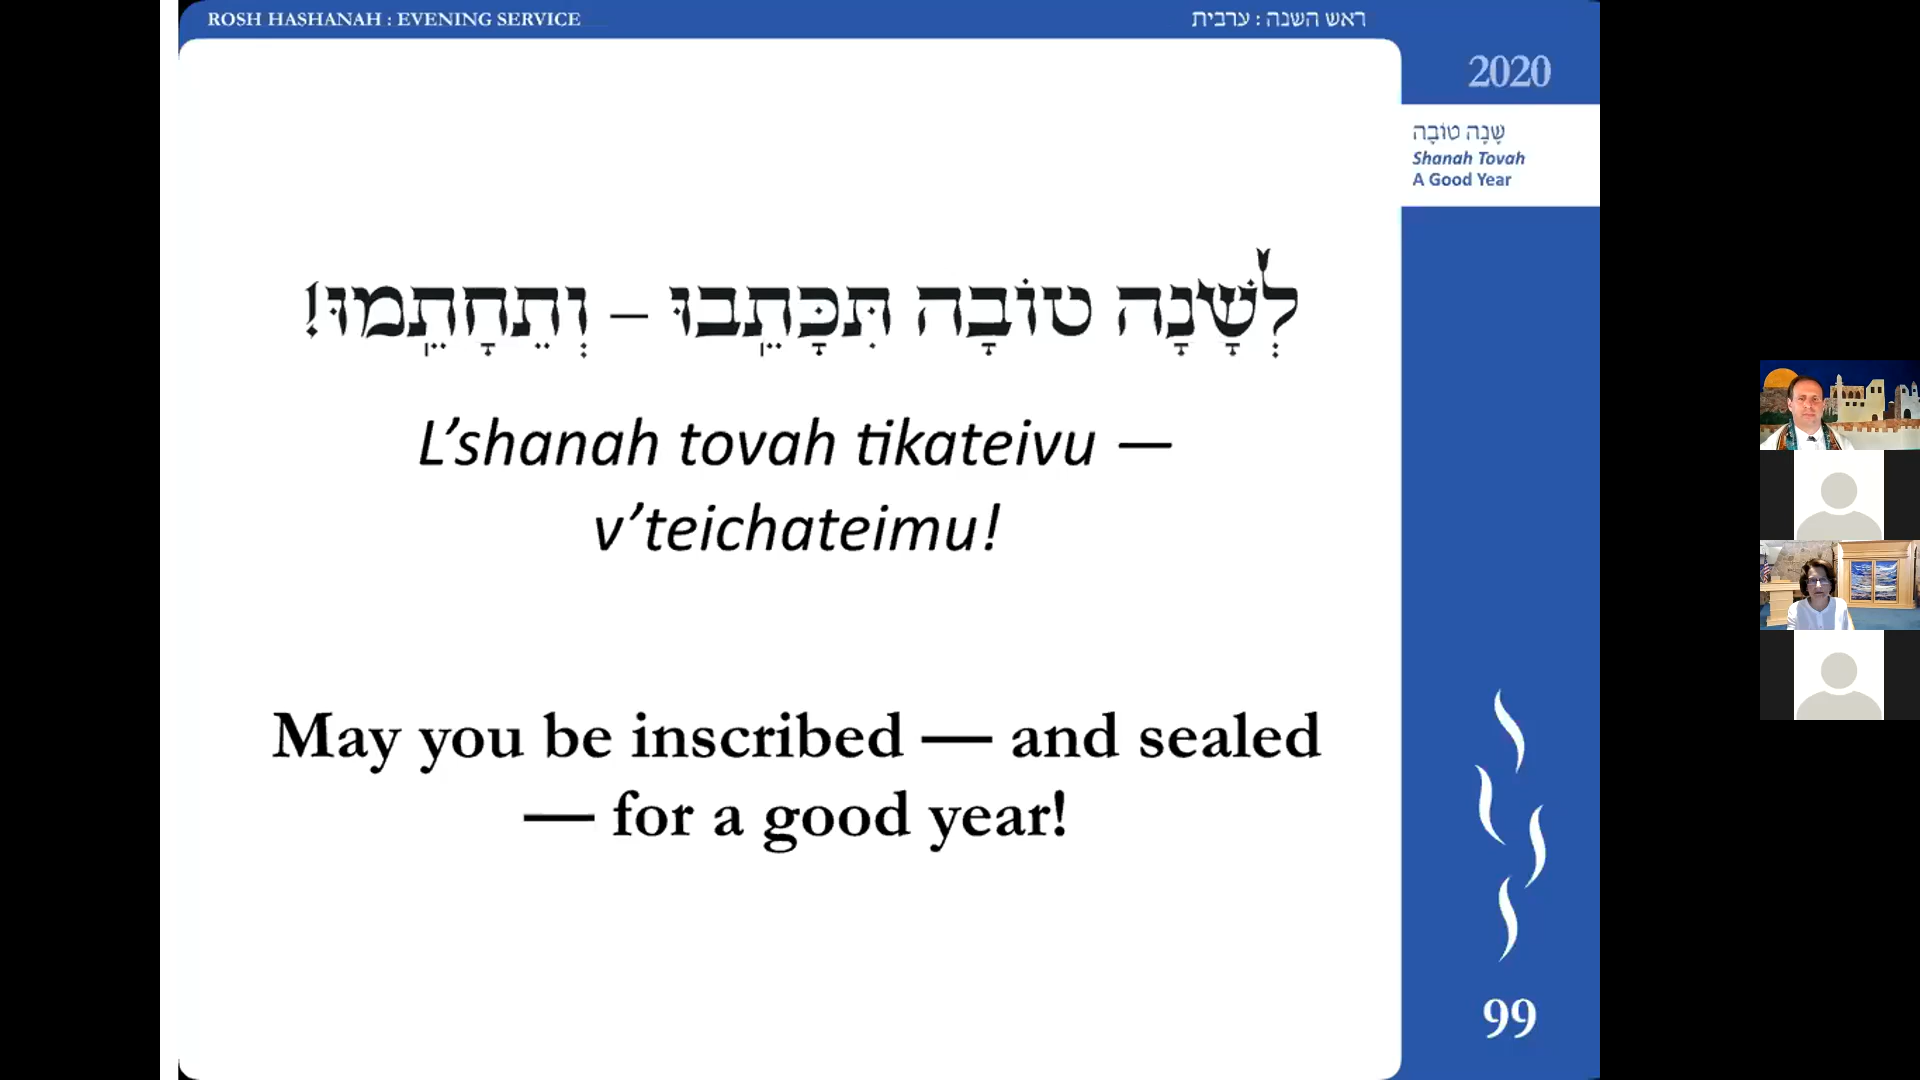 ROSH HASHANAH : EVENING SERVICE
ראש השנה : ערבית
2020
שָׁנָה טוֹבָה
Shanah Tovah
A Good Year
לְשָׁנָה טוֹבָה תִּכָּתֵֽבוּ – וְתֵחָתֵֽמוּ!
L’shanah tovah tikateivu —
v’teichateimu!
May you be inscribed — and sealed
— for a good year!
99